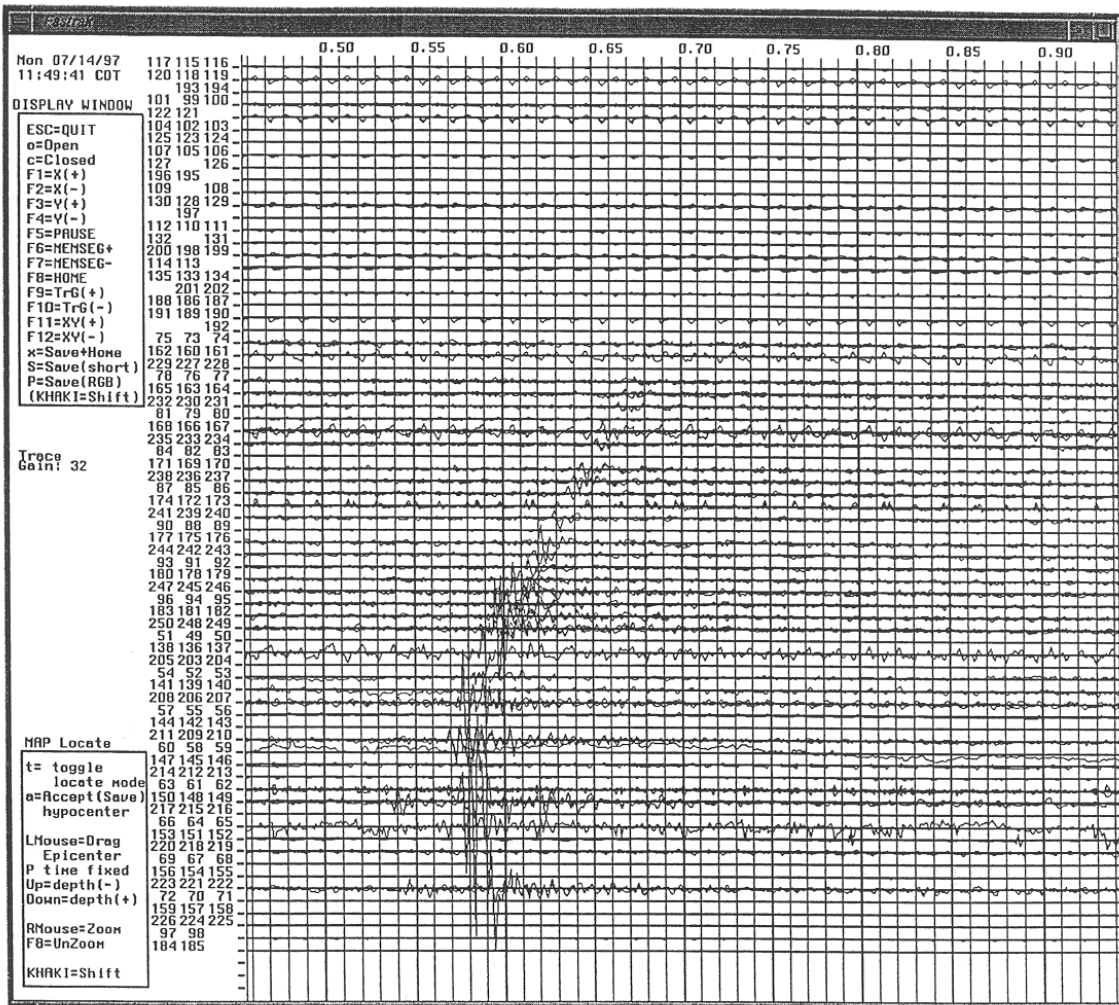 FasTrak
0.50 0.55 0.60 0.65 0.70 0.75 0.80 0.85 0.90
Mon 07/14/97
11:49:41 CDT
DISPLAY WINDOW
ESC=QUIT
o=Open
c=Closed
F1=X(+)
F2=X(-)
F3=Y(+)
F4=Y(-)
F5=PAUSE
F6=MEMSEG+
F7=MEMSEG-
F8=HOME
F9=TrG(+)
F10=TrG(-)
F11=XY(+)
F12=XY(-)
x=Save+Home
S=Save(short)
P=Save(RGB)
(KHAKI=Shift)
Trace
Gain: 32
MAP Locate
t= toggle
locate mode
a=Accept(Save)
hypocenter
LMouse=Drag
Epicenter
P time fixed
Up=depth(-)
Down=depth(+)
RMouse=Zoom
F8=UnZoom
KHAKI=Shift
117 115 116
120 118 119
193 194
101 99 100
122 121
104 102 103
125 123 124
107 105 106
127 126
196 195
109 108
130 128 129
197
112 110 111
132 131
200 198 199
114 113
135 133 134
201 202
188 186 187
191 189 190
192
75 73 74
162 160 161
229 227 228
78 76 77
165 163 164
232 230 231
81 79 80
168 166 167
235 233 234
84 82 83
171 169 170
238 236 237
87 85 86
174 172 173
241 239 240
90 88 89
177 175 176
244 242 243
93 91 92
180 178 179
247 245 246
96 94 95
183 181 182
250 248 249
51 49 50
138 136 137
205 203 204
54 52 53
141 139 140
208 206 207
57 55 56
144 142 143
211 209 210
60 58 59
147 145 146
214 212 213
63 61 62
150 148 149
217 215 216
66 64 65
153 151 152
220 218 219
69 67 68
156 154 155
223 221 222
72 70 71
159 157 158
226 224 225
97 98
184 185